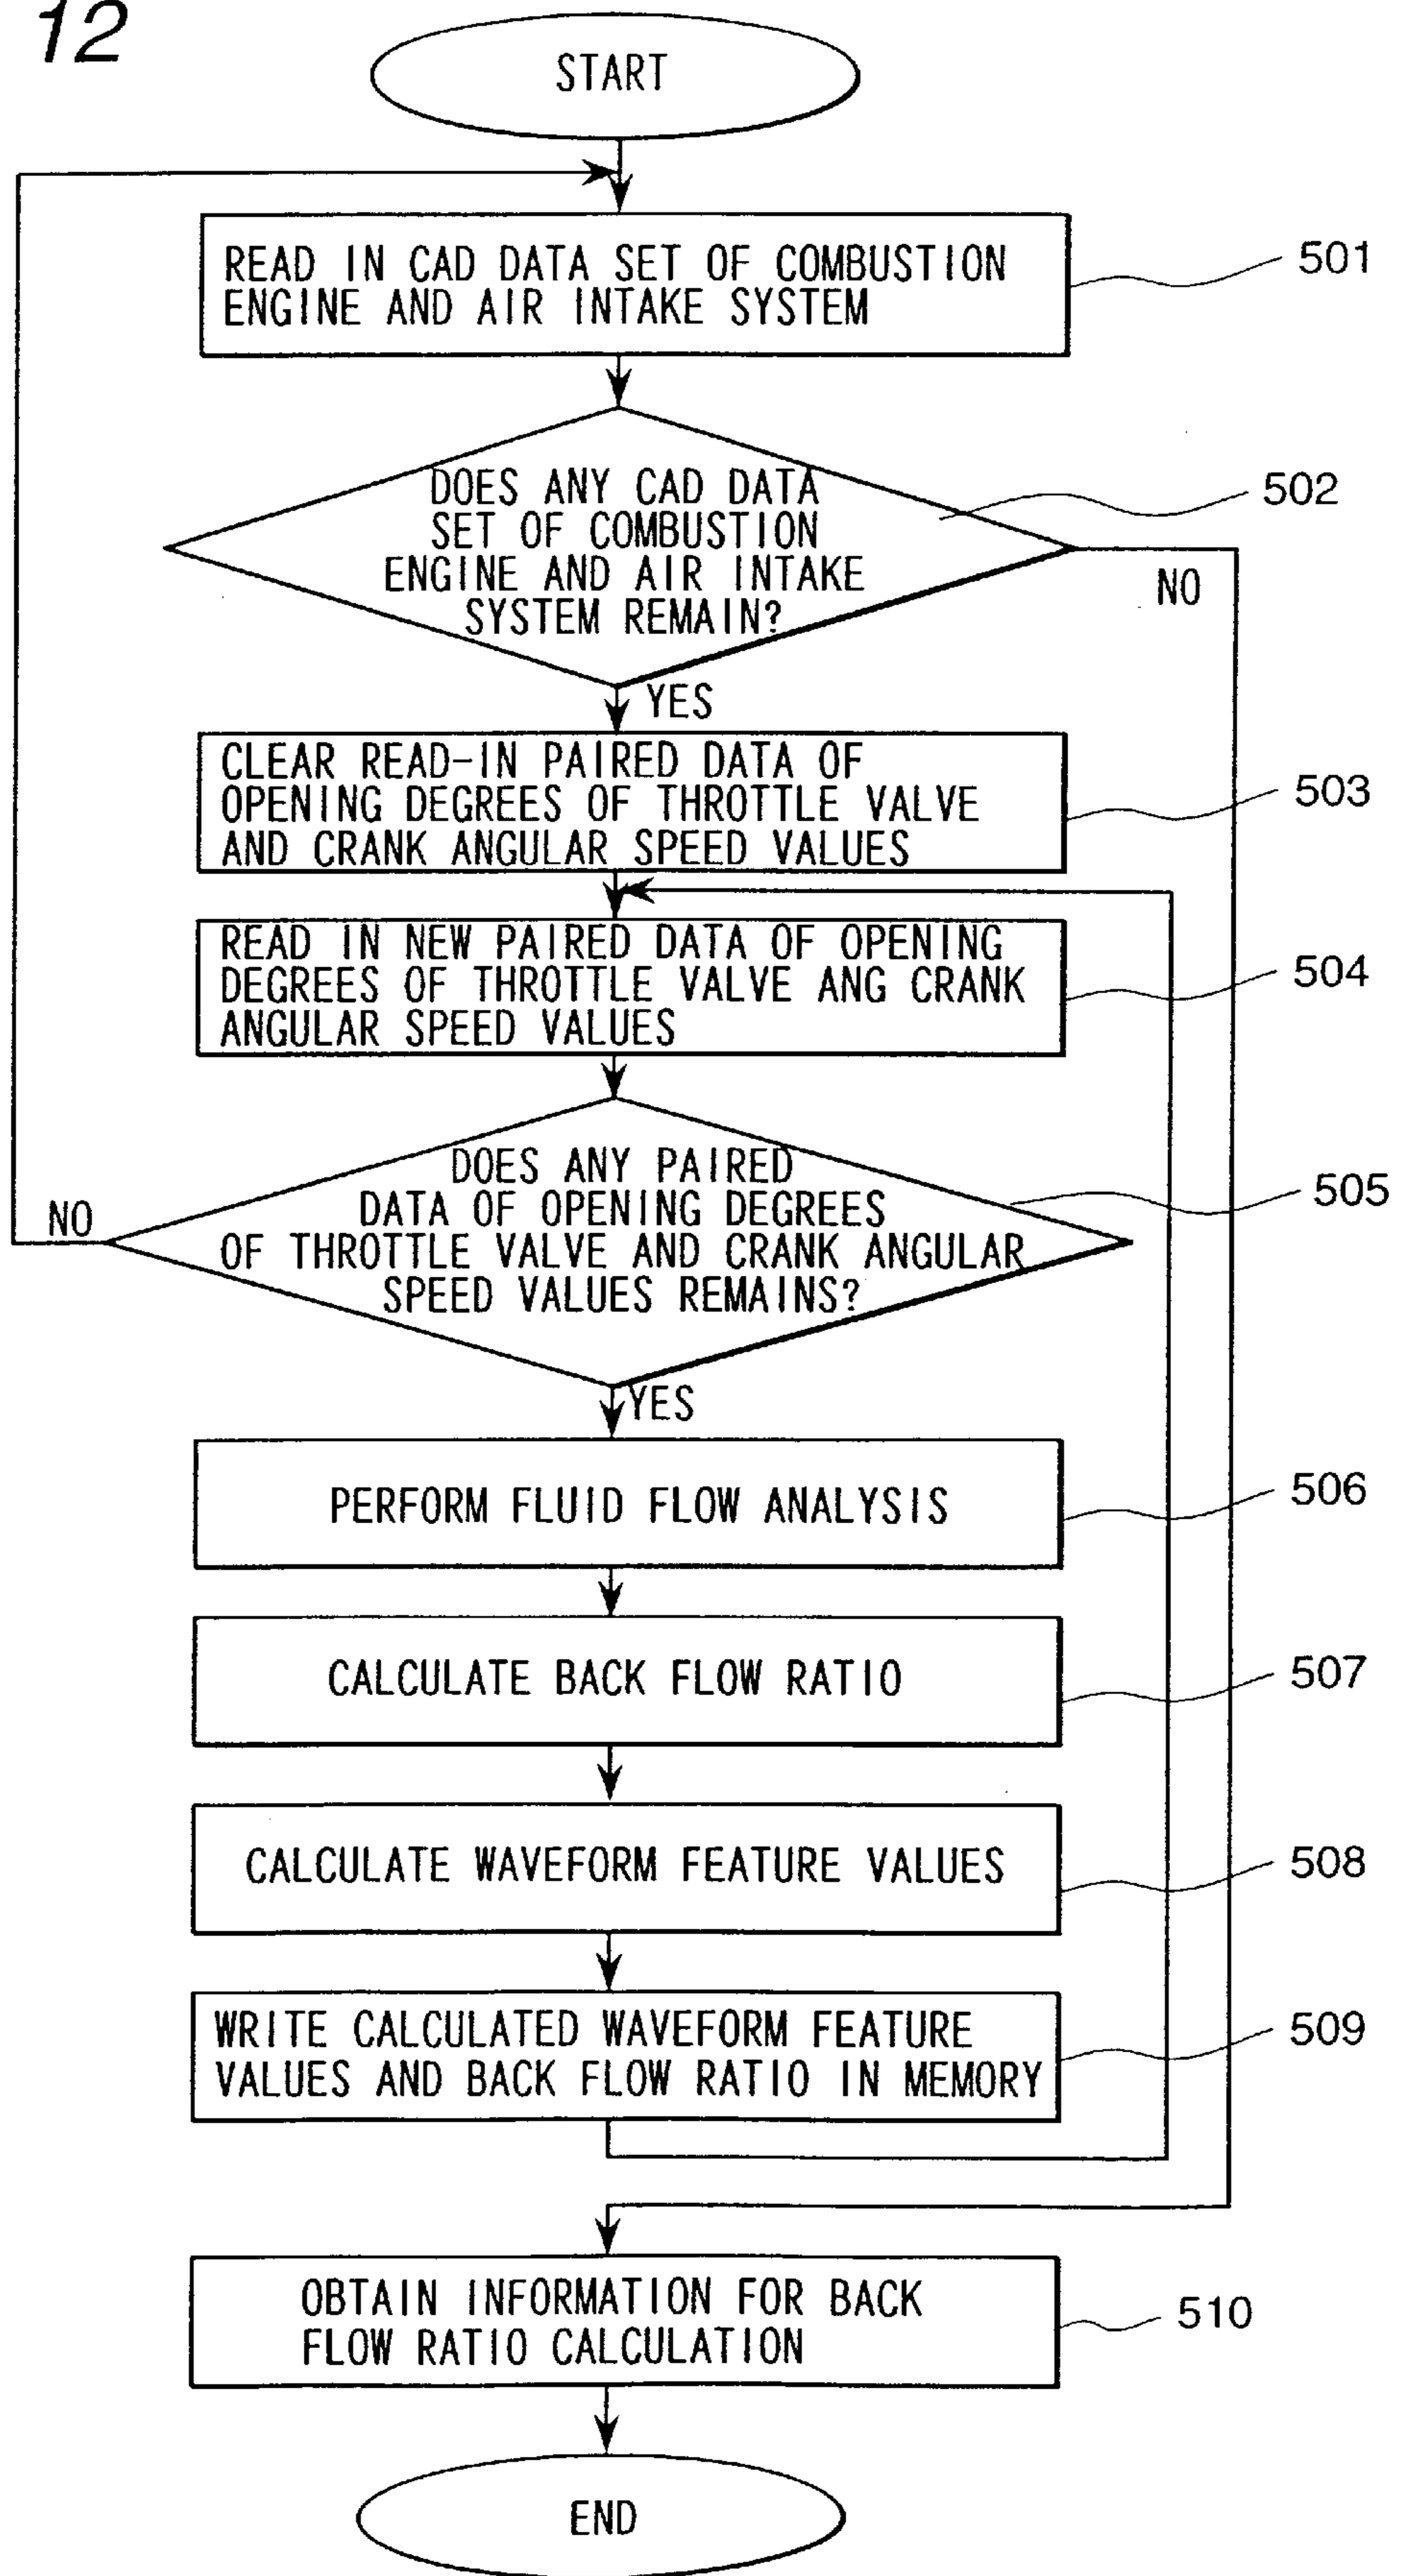 12
START
READ IN CAD DATA SET OF COMBUSTION
ENGINE AND AIR INTAKE SYSTEM
501
DOES ANY CAD DATA
SET OF COMBUSTION
ENGINE AND AIR INTAKE
SYSTEM REMAIN?
502
NO
YES
CLEAR READ-IN PAIRED DATA OF
OPENING DEGREES OF THROTTLE VALVE
AND CRANK ANGULAR SPEED VALUES
503
READ IN NEW PAIRED DATA OF OPENING
DEGREES OF THROTTLE VALVE ANG CRANK
ANGULAR SPEED VALUES
504
DOES ANY PAIRED
DATA OF OPENING DEGREES
OF THROTTLE VALVE AND CRANK ANGULAR
SPEED VALUES REMAINS?
505
NO
YES
PERFORM FLUID FLOW ANALYSIS
506
CALCULATE BACK FLOW RATIO
507
CALCULATE WAVEFORM FEATURE VALUES
508
WRITE CALCULATED WAVEFORM FEATURE
VALUES AND BACK FLOW RATIO IN MEMORY
509
OBTAIN INFORMATION FOR BACK
FLOW RATIO CALCULATION
510
END